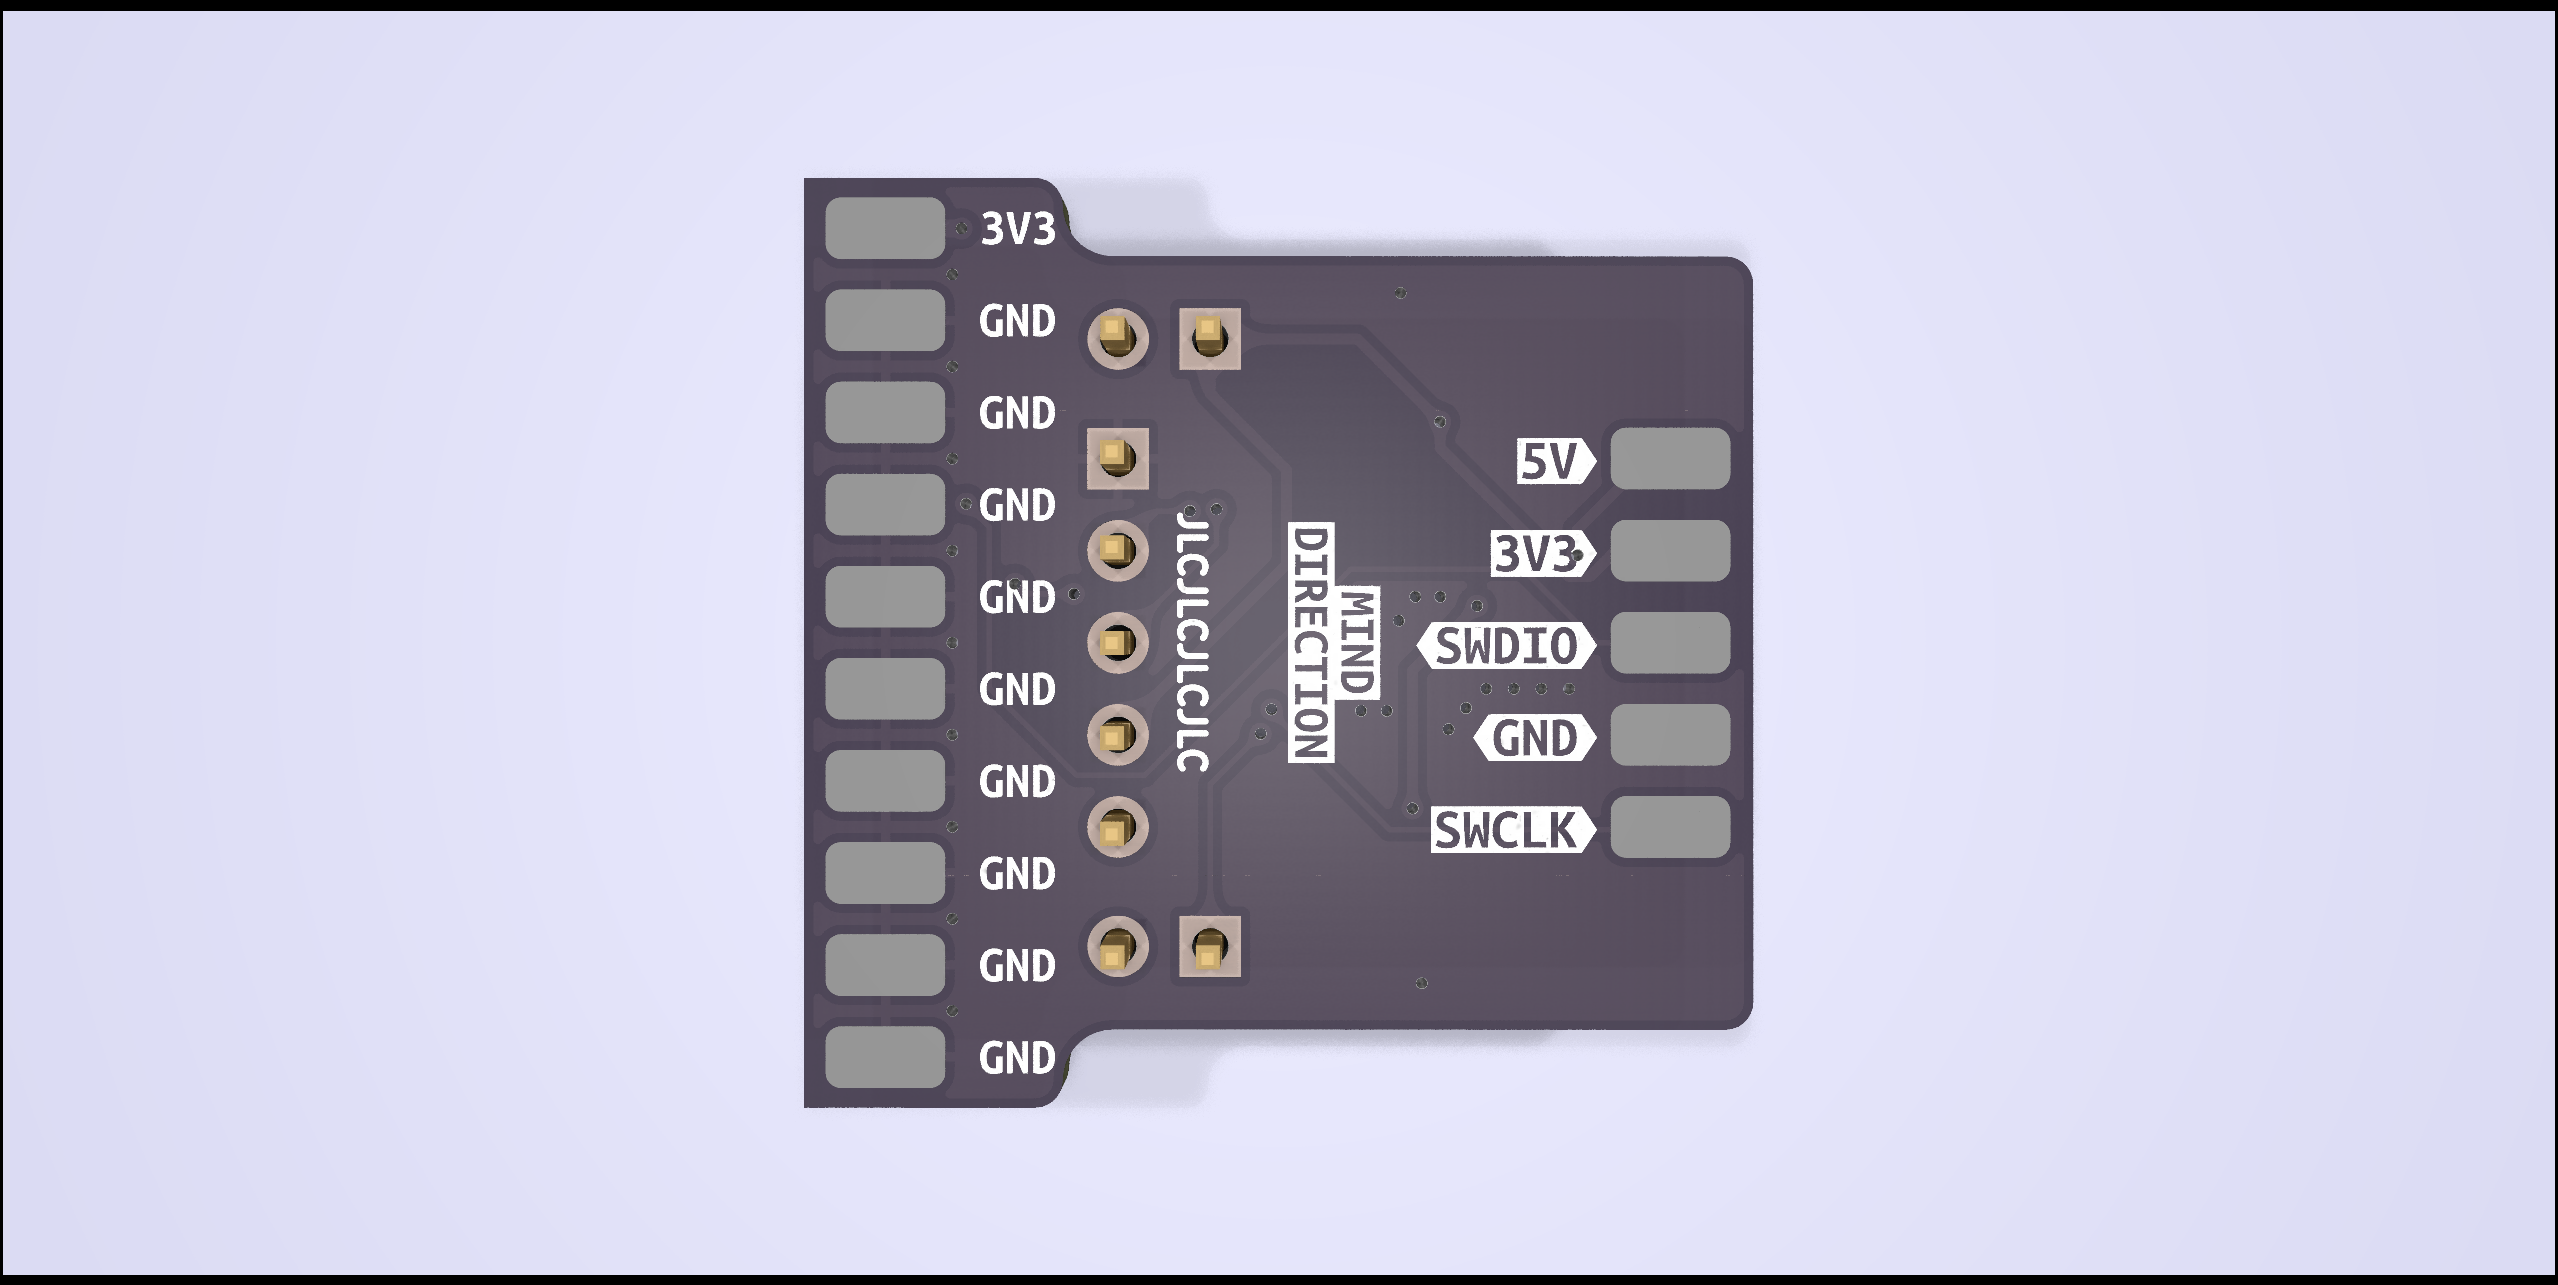 3V3
GND
GND
GND
GND
GND
GND
GND
GND
GND
JLCJLCJLCJLC
MIND
DIRECTION
5V
3V3
SWDIO
GND
SWCLK